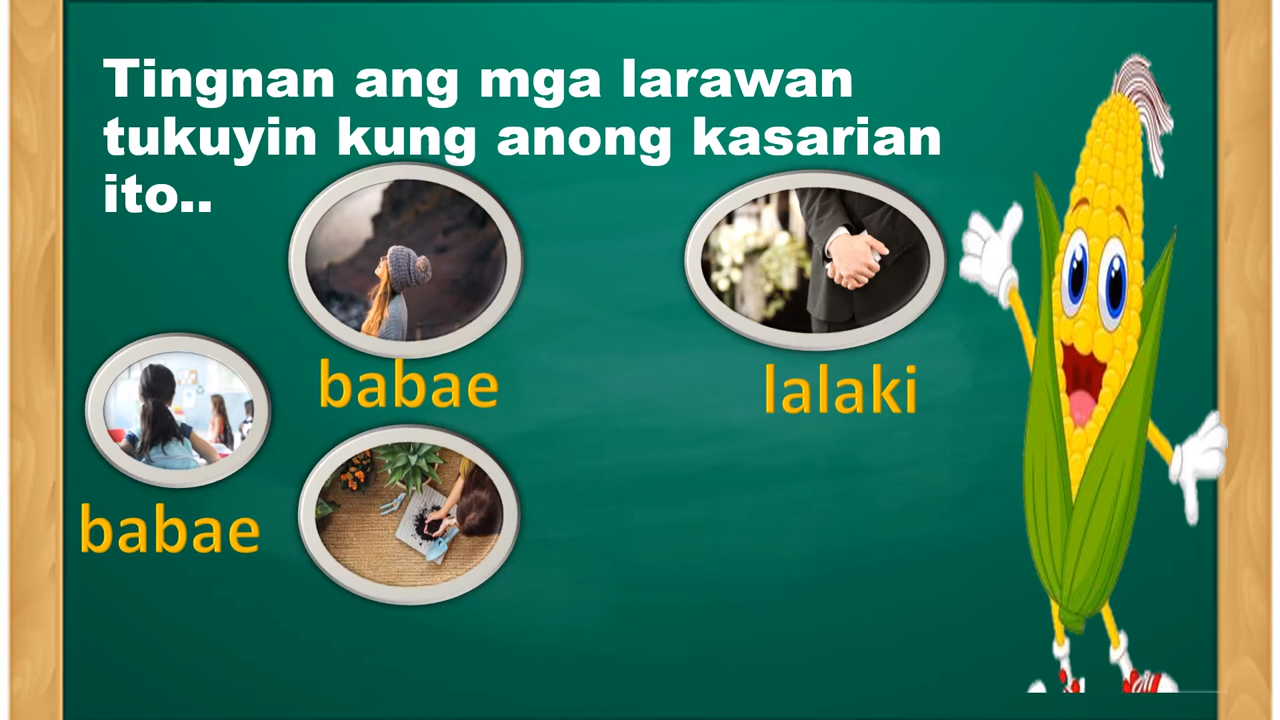 Tingnan ang mga larawan
tukuyin kung anong kasarian
ito..
babae
lalaki
babae